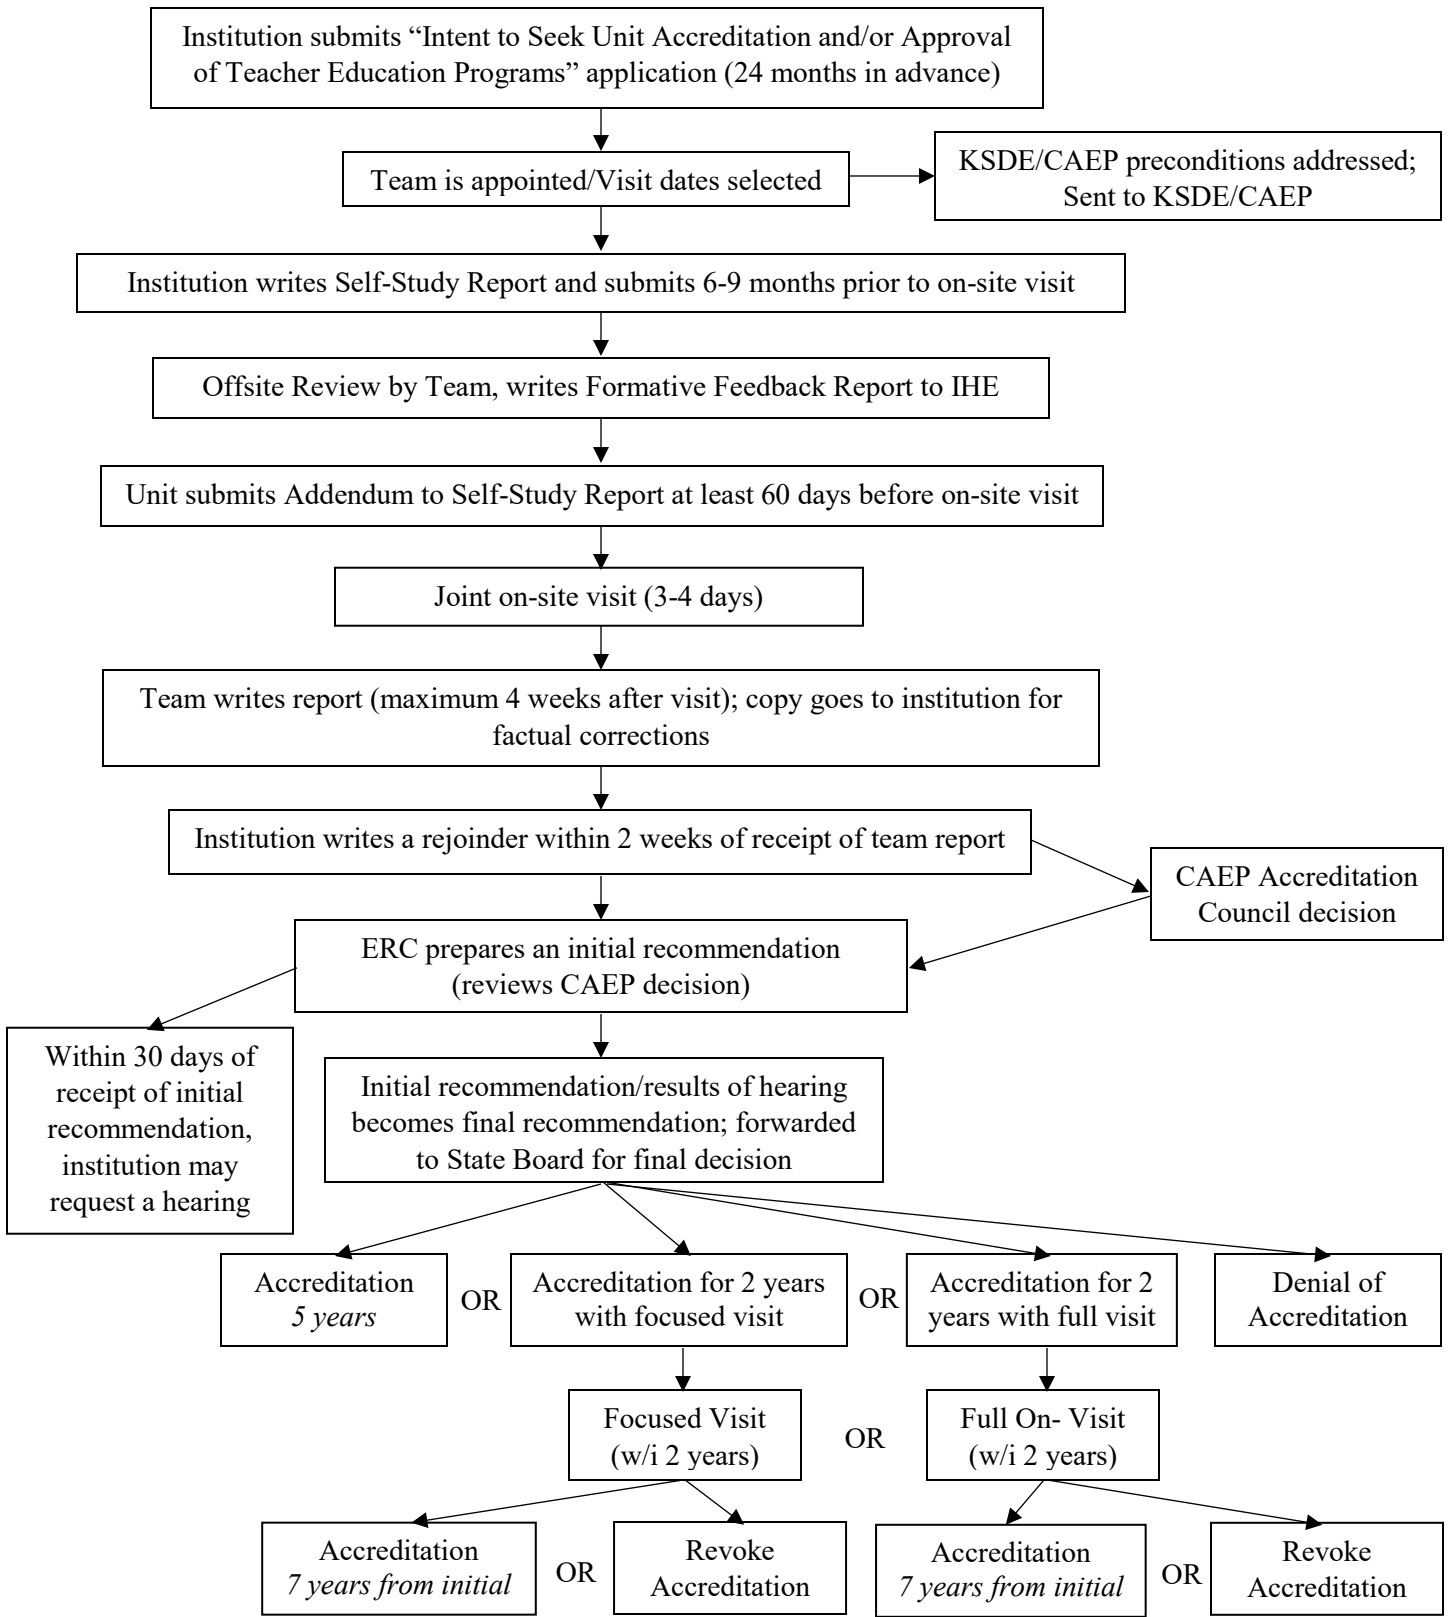 Institution submits “Intent to Seek Unit Accreditation and/or Approval
of Teacher Education Programs” application (24 months in advance)
Team is appointed/Visit dates selected
KSDE/CAEP preconditions addressed;
Sent to KSDE/CAEP
Institution writes Self-Study Report and submits 6-9 months prior to on-site visit
Offsite Review by Team, writes Formative Feedback Report to IHE
Unit submits Addendum to Self-Study Report at least 60 days before on-site visit
Joint on-site visit (3-4 days)
Team writes report (maximum 4 weeks after visit); copy goes to institution for
factual corrections
Institution writes a rejoinder within 2 weeks of receipt of team report
CAEP Accreditation
Council decision
ERC prepares an initial recommendation
(reviews CAEP decision)
Within 30 days of
receipt of initial
recommendation,
institution may
request a hearing
Initial recommendation/results of hearing
becomes final recommendation; forwarded
to State Board for final decision
Accreditation
5 years
OR
Accreditation for 2 years
with focused visit
OR
Accreditation for 2
years with full visit
Denial of
Accreditation
Focused Visit
(w/i 2 years)
OR
Full On- Visit
(w/i 2 years)
Accreditation
7 years from initial
OR
Revoke
Accreditation
Accreditation
7 years from initial
OR
Revoke
Accreditation